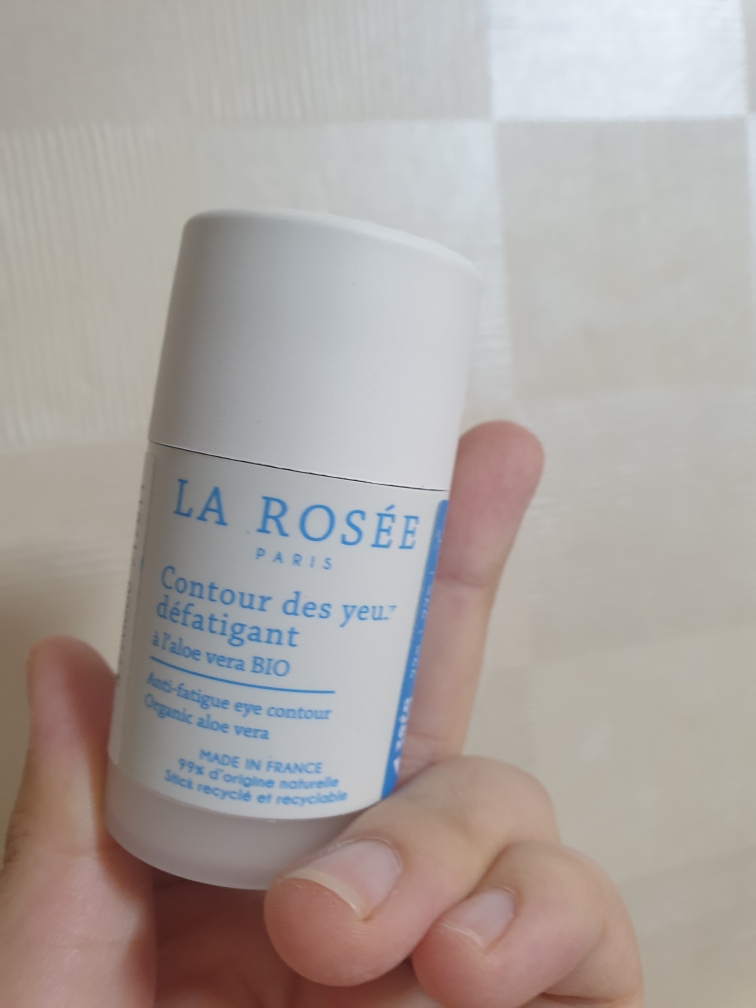 LA ROSÉE
PARIS
Contour des
défatigant
à l'aloe vera BIO
Anti-fatigue eye contour
Organic aloe vera
MADE IN FRANCE
99% d'origine naturelle
Stick recyclé et recyclable